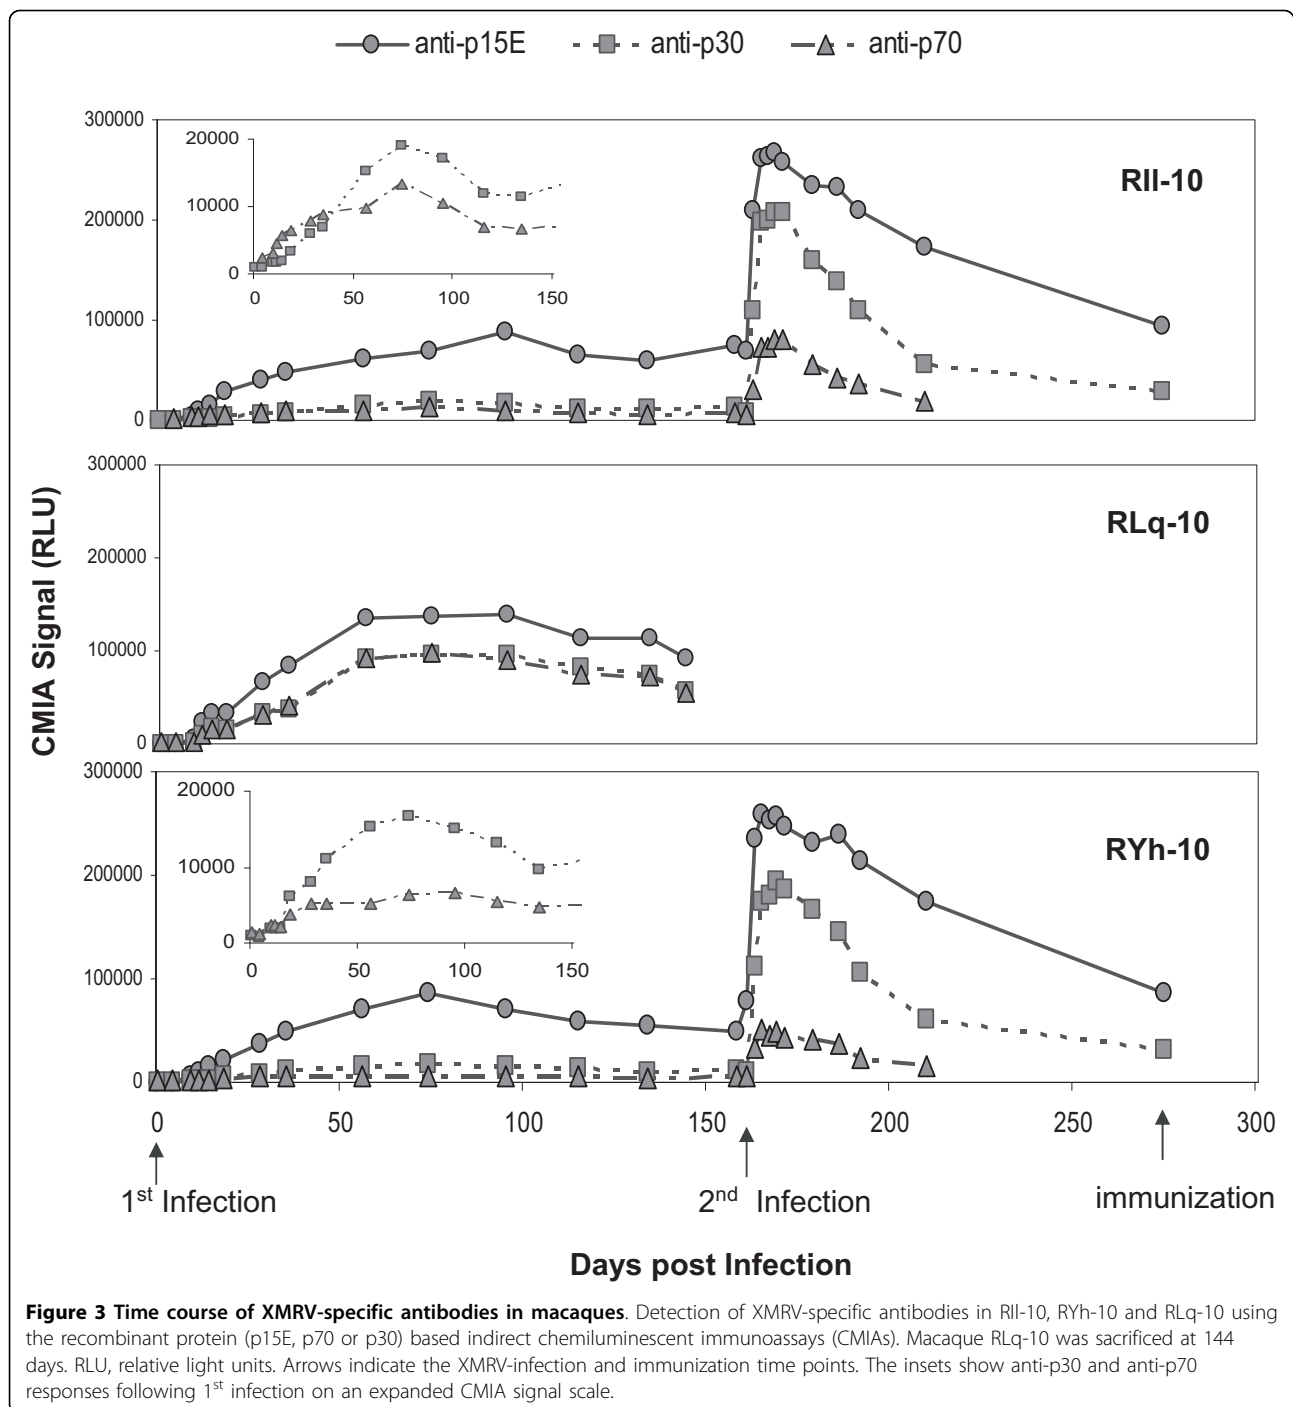 anti-p15E anti-p30 anti-p70
300000
200000
100000
0
20000
10000
0
0 50 100 150
RIl-10
CMIA Signal (RLU)
300000
200000
100000
0
RLq-10
300000
200000
100000
0
20000
10000
0
0 50 100 150
RYh-10
0 50 100 150 200 250 300
1st Infection 2nd Infection immunization
Days post Infection
Figure 3 Time course of XMRV-specific antibodies in macaques. Detection of XMRV-specific antibodies in RIl-10, RYh-10 and RLq-10 using
the recombinant protein (p15E, p70 or p30) based indirect chemiluminescent immunoassays (CMIAs). Macaque RLq-10 was sacrificed at 144
days. RLU, relative light units. Arrows indicate the XMRV-infection and immunization time points. The insets show anti-p30 and anti-p70
responses following 1st infection on an expanded CMIA signal scale.